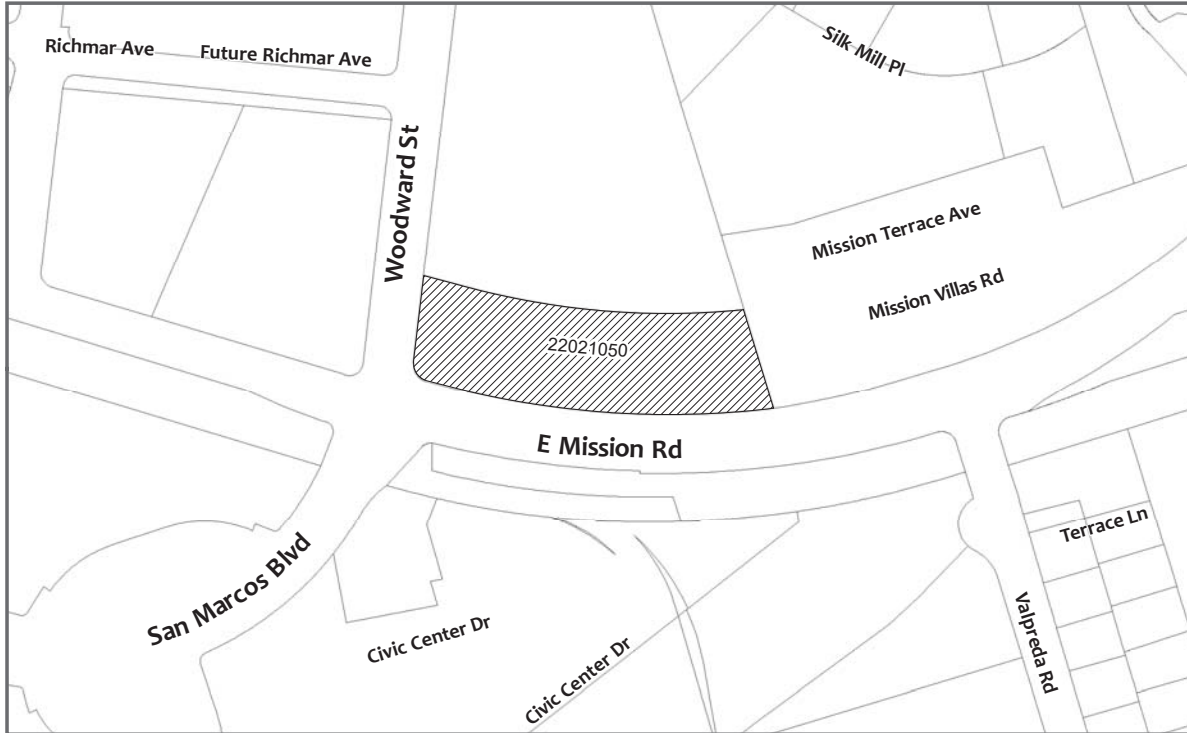 Richmar Ave
Future Richmar Ave
Silk Mill Pl
Woodward St
Mission Terrace Ave
Mission Villas Rd
22021050
E Mission Rd
Terrace Ln
San Marcos Blvd
Civic Center Dr
Civic Center Dr
Valpreda Rd